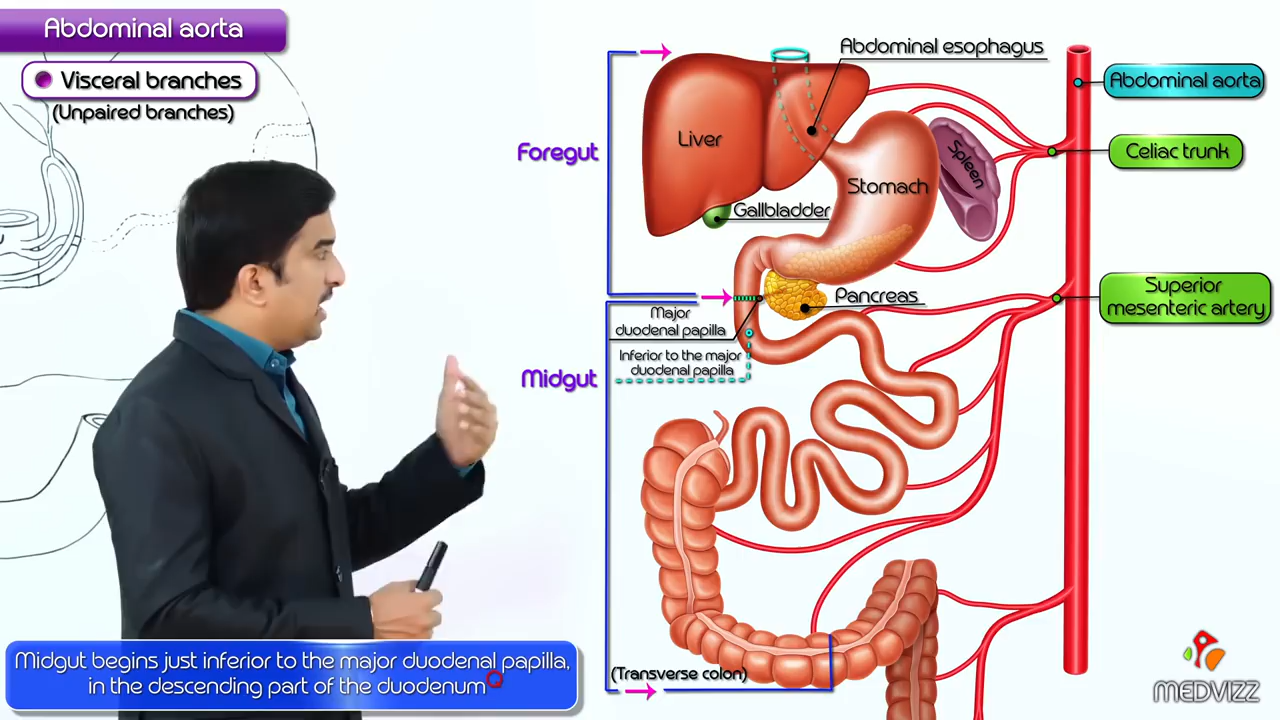 Abdominal aorta
Visceral branches
(Unpaired branches)
Foregut
Midgut
Liver
Abdominal esophagus
Stomach
Spleen
Gallbladder
Pancreas
Major
duodenal papilla
Inferior to the major
duodenal papilla
(Transverse colon)
Abdominal aorta
Celiac trunk
Superior
mesenteric artery
Midgut begins just inferior to the major duodenal papilla,
in the descending part of the duodenum
MEDVIZZ